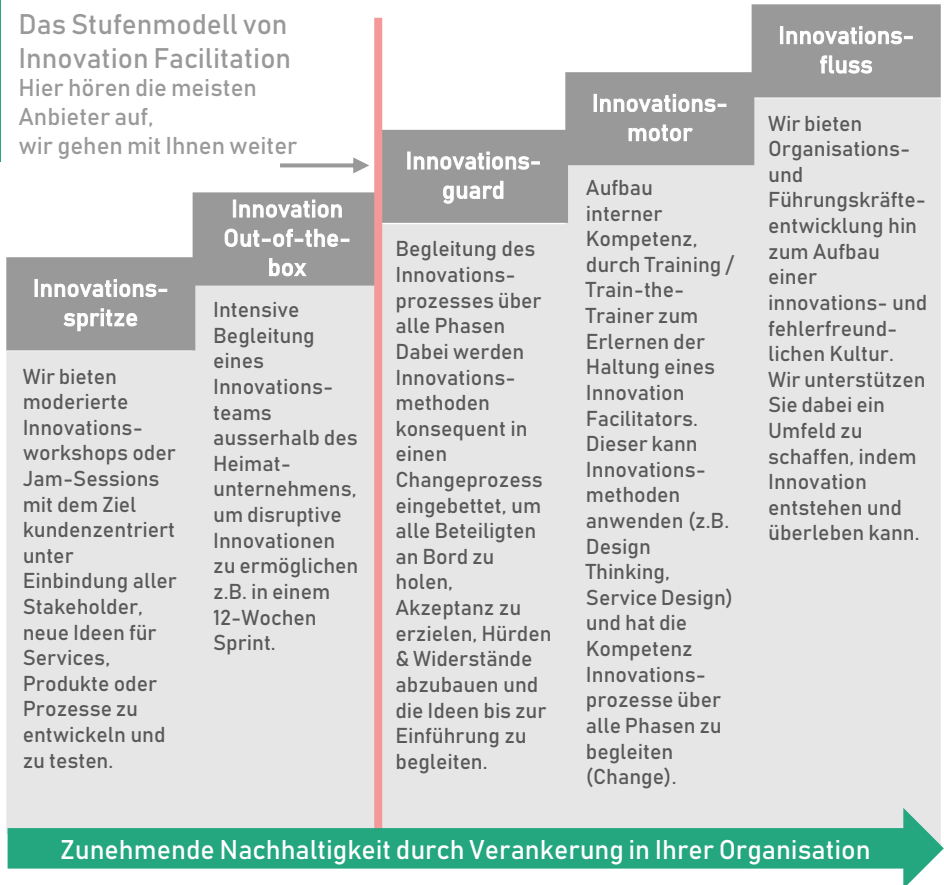 Das Stufenmodell von
Innovation Facilitation
Hier hören die meisten
Anbieter auf,
wir gehen mit Ihnen weiter
Innovations-
spritze
Wir bieten
moderierte
Innovations-
workshops oder
Jam-Sessions
mit dem Ziel
kundenzentriert
unter
Einbindung aller
Stakeholder,
neue Ideen für
Services,
Produkte oder
Prozesse zu
entwickeln und
zu testen.
Innovation
Out-of-the-
box
Intensive
Begleitung
eines
Innovations-
teams
ausserhalb des
Heimat-
unternehmens,
um disruptive
Innovationen
zu ermöglichen
z.B. in einem
12-Wochen
Sprint.
Innovations-
guard
Begleitung des
Innovations-
prozesses über
alle Phasen
Dabei werden
Innovations-
methoden
konsequent in
einen
Changeprozess
eingebettet, um
alle Beteiligten
an Bord zu
holen,
Akzeptanz zu
erzielen, Hürden
& Widerstände
abzubauen und
die Ideen bis zur
Einführung zu
begleiten.
Innovations-
motor
Aufbau
interner
Kompetenz,
durch Training /
Train-the-
Trainer zum
Erlernen der
Haltung eines
Innovation
Facilitators.
Dieser kann
Innovations-
methoden
anwenden (z.B.
Design
Thinking,
Service Design)
und hat die
Kompetenz
Innovations-
prozesse über
alle Phasen zu
begleiten
(Change).
Innovations-
fluss
Wir bieten
Organisations-
und
Führungskräfte-
entwicklung hin
zum Aufbau
einer
innovations- und
fehlerfreund-
lichen Kultur.
Wir unterstützen
Sie dabei ein
Umfeld zu
schaffen, indem
Innovation
entstehen und
überleben kann.
Zunehmende Nachhaltigkeit durch Verankerung in Ihrer Organisation